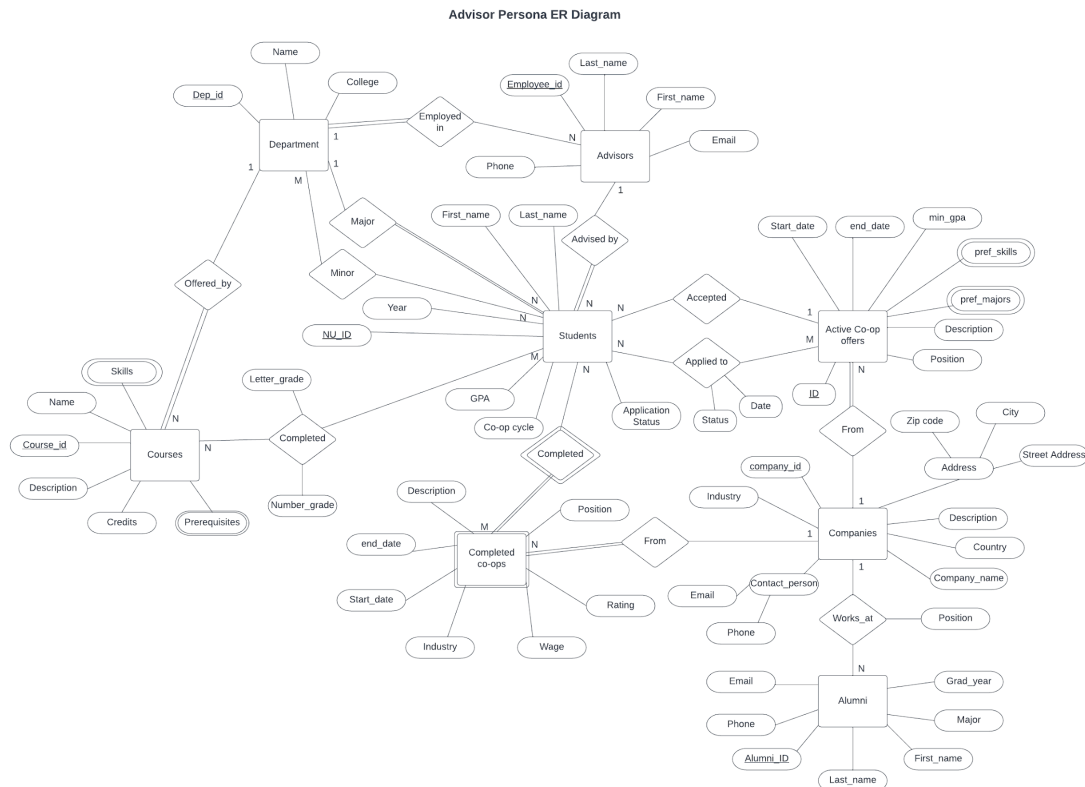 Advisor Persona ER Diagram
Name
Last_name
College
Employee_id
Dep_id
First_name
Employed
in
1
N
Email
Department
Advisors
1
Phone
1
M
1
First_name
Last_name
Major
Start_date
end_date
min_gpa
Advised by
pref_skills
Minor
Offered_by
N
N
N
Accepted
pref_majors
Year
N
N
1
Description
NU_ID
Students
Active Co-op
offers
N
M
M
Applied to
Position
N
N
Skills
Letter_grade
GPA
ID
Name
Application
Status
Date
Status
City
N
Co-op cycle
Zip code
From
Course_id
N
Completed
Courses
Completed
Street Address
company_id
Address
Description
Description
Industry
1
Number_grade
Position
Credits
Prerequisites
M
Description
end_date
N
From
1
Companies
Country
Completed
co-ops
1
Company_name
Contact_person
Email
Start_date
Rating
Works_at
Position
Phone
Industry
Wage
N
Email
Grad_year
Alumni
Phone
Major
Alumni_ID
First_name
Last_name